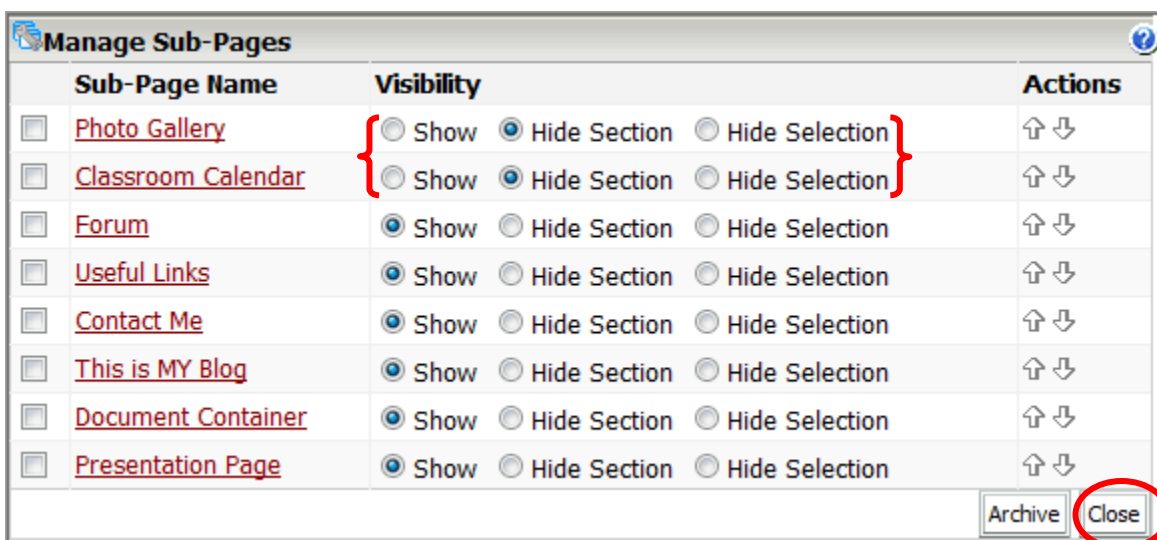 Manage Sub-Pages ?
Sub-Page Name Visibility Actions
Photo Gallery Show Hide Section Hide Selection
Classroom Calendar Show Hide Section Hide Selection
Forum Show Hide Section Hide Selection
Useful Links Show Hide Section Hide Selection
Contact Me Show Hide Section Hide Selection
This is MY Blog Show Hide Section Hide Selection
Document Container Show Hide Section Hide Selection
Presentation Page Show Hide Section Hide Selection
Archive Close